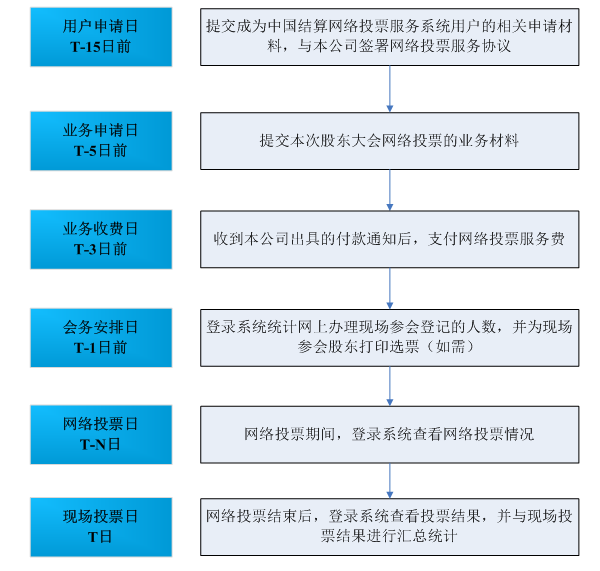 用户申请日
T-15日前
提交成为中国结算网络投票服务系统用户的相关申请材
料，与本公司签署网络投票服务协议
业务申请日
T-5日前
提交本次股东大会网络投票的业务材料
业务收费日
T-3日前
收到本公司出具的付款通知后，支付网络投票服务费
会务安排日
T-1日前
登录系统统计网上办理现场参会登记的人数，并为现场
参会股东打印选票（如需）
网络投票日
T-N日
网络投票期间，登录系统查看网络投票情况
现场投票日
T日
网络投票结束后，登录系统查看投票结果，并与现场投
票结果进行汇总统计